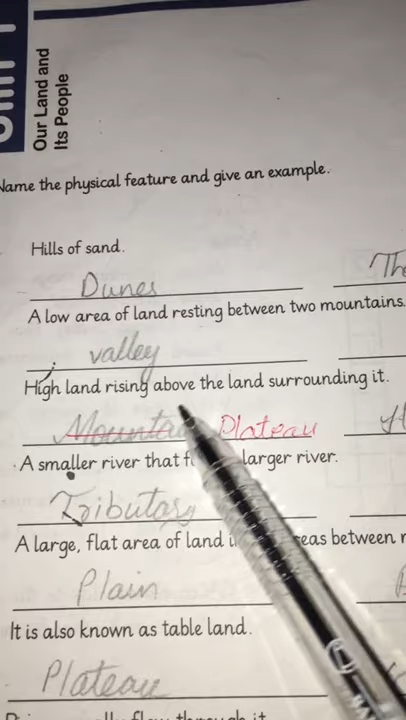 Our Land and
Its People
Name the physical feature and give an example.
Hills of sand.
Dunes
A low area of land resting between two mountains.
valley
High land rising above the land surrounding it.
Plateau
A smaller river that larger river.
Tributary
A large, flat area of land between
Plain
It is also known as table land.
Plateau